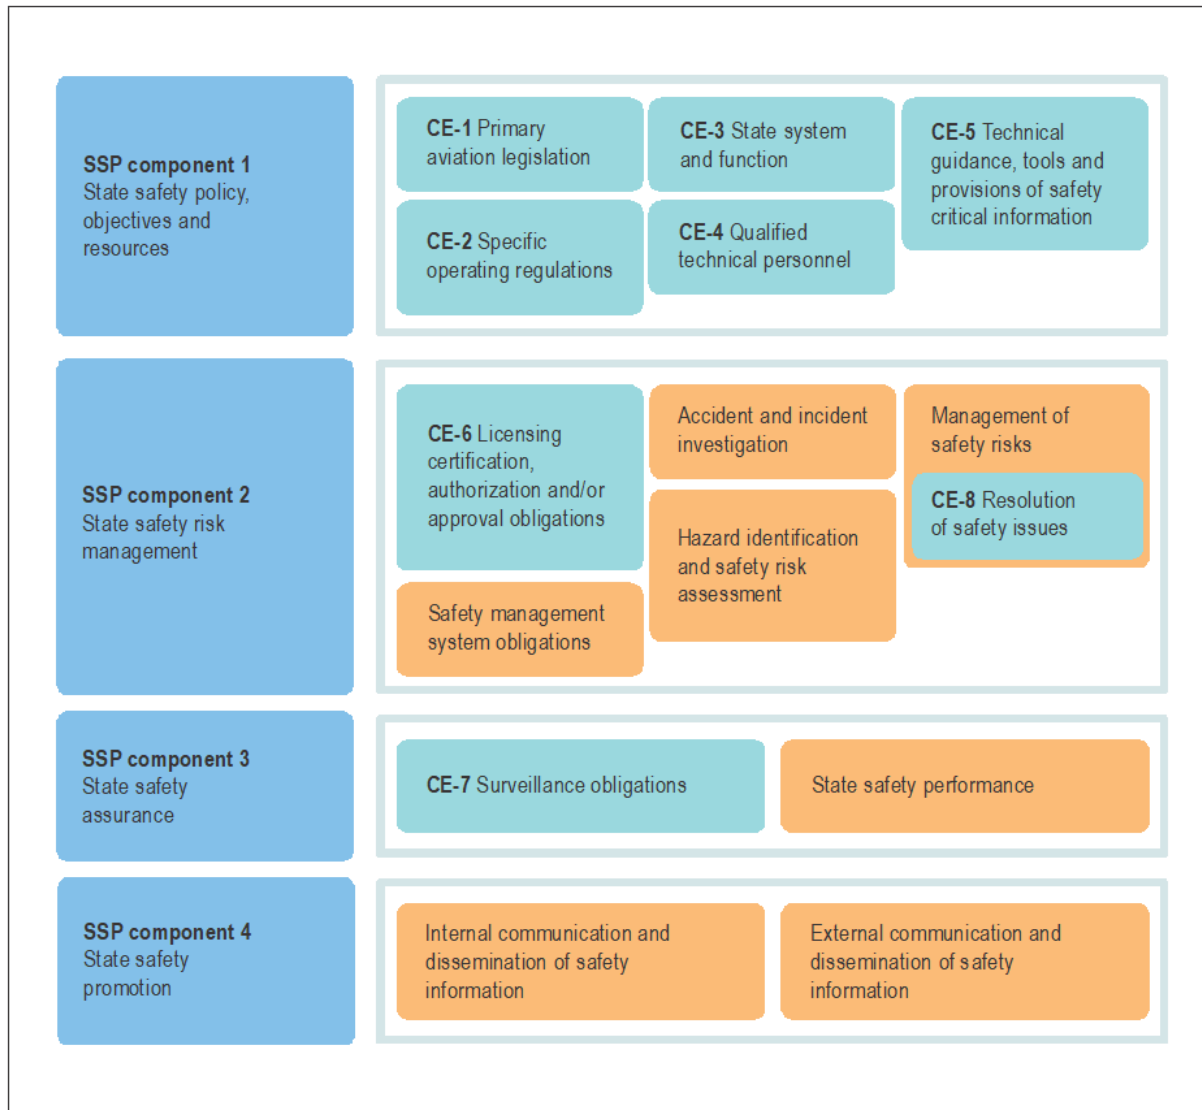 SSP component 1
State safety policy,
objectives and
resources
CE-1 Primary
aviation legislation
CE-2 Specific
operating regulations
CE-3 State system
and function
CE-4 Qualified
technical personnel
CE-5 Technical
guidance, tools and
provisions of safety
critical information
SSP component 2
State safety risk
management
CE-6 Licensing
certification,
authorization and/or
approval obligations
Safety management
system obligations
Accident and incident
investigation
Hazard identification
and safety risk
assessment
Management of
safety risks
CE-8 Resolution
of safety issues
SSP component 3
State safety
assurance
CE-7 Surveillance obligations
State safety performance
SSP component 4
State safety
promotion
Internal communication and
dissemination of safety
information
External communication and
dissemination of safety
information